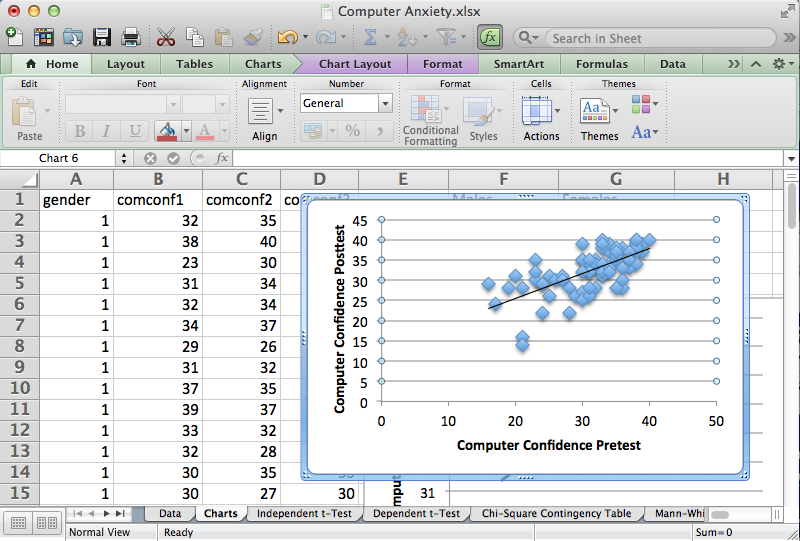 Computer Anxiety.xlsx
Search in Sheet
Home Layout Tables Charts Chart Layout Format SmartArt Formulas Data
Edit Font Alignment Number Format Cells Themes
General
Paste B I U A Align % Conditional Formatting Styles Actions Aa Themes Aa
Chart 6 fx
A B C D E F G H
1 gender comconf1 comconf2 comconf3 Males Females
2 1 32 35
3 1 38 40
4 1 23 30
5 1 31 34
6 1 32 34
7 1 34 37
8 1 29 26
9 1 31 32
10 1 37 35
11 1 39 37
12 1 33 32
13 1 32 28
14 1 30 35
15 1 30 27 30 31
Computer Confidence Posttest
45
40
35
30
25
20
15
10
5
0
0 10 20 30 40 50
Computer Confidence Pretest
Data Charts Independent t-Test Dependent t-Test Chi-Square Contingency Table Mann-Whi
Normal View Ready Sum=0